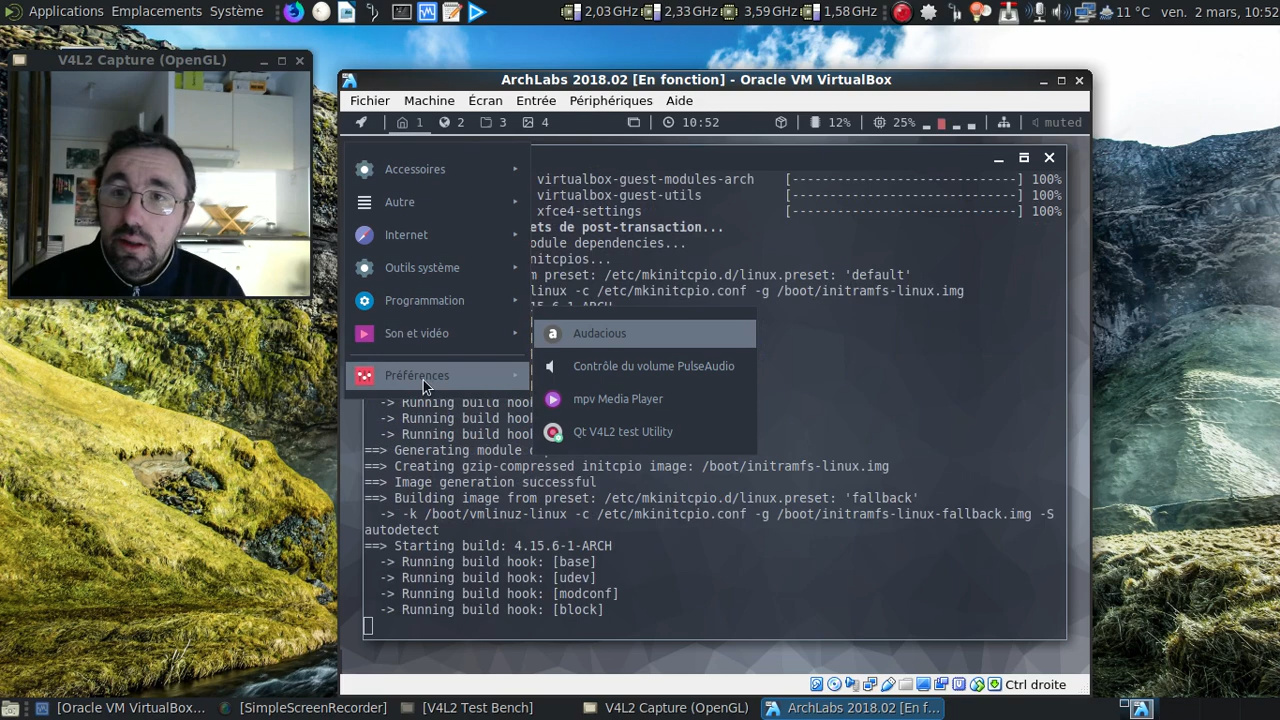 Applications Emplacements Système
2,03 GHz 2,33 GHz 3,59 GHz 1,58 GHz
11 °C ven. 2 mars, 10:52
V4L2 Capture (OpenGL)
ArchLabs 2018.02 [En fonction] - Oracle VM VirtualBox
Fichier Machine Écran Entrée Périphériques Aide
1 2 3 4 10:52 12% 25% muted
Accessoires
Autre
Internet
Outils système
Programmation
Son et vidéo
Préférences
Audacious
Contrôle du volume PulseAudio
mpv Media Player
Qt V4L2 test Utility
virtualbox-guest-modules-arch [------------------------------] 100%
virtualbox-guest-utils [------------------------------] 100%
xfce4-settings [------------------------------] 100%
ets de post-transaction...
odule dependencies...
nitcpios...
m preset: /etc/mkinitcpio.d/linux.preset: 'default'
linux -c /etc/mkinitcpio.conf -g /boot/initramfs-linux.img
-> Running build hook
-> Running build hook
-> Running build hook
==> Generating module
==> Creating gzip-compressed initcpio image: /boot/initramfs-linux.img
==> Image generation successful
==> Building image from preset: /etc/mkinitcpio.d/linux.preset: 'fallback'
-> -k /boot/vmlinuz-linux -c /etc/mkinitcpio.conf -g /boot/initramfs-linux-fallback.img -S
autodetect
==> Starting build: 4.15.6-1-ARCH
-> Running build hook: [base]
-> Running build hook: [udev]
-> Running build hook: [modconf]
-> Running build hook: [block]
Ctrl droite
[Oracle VM VirtualBox... [SimpleScreenRecorder] [V4L2 Test Bench] V4L2 Capture (OpenGL) ArchLabs 2018.02 [En f...